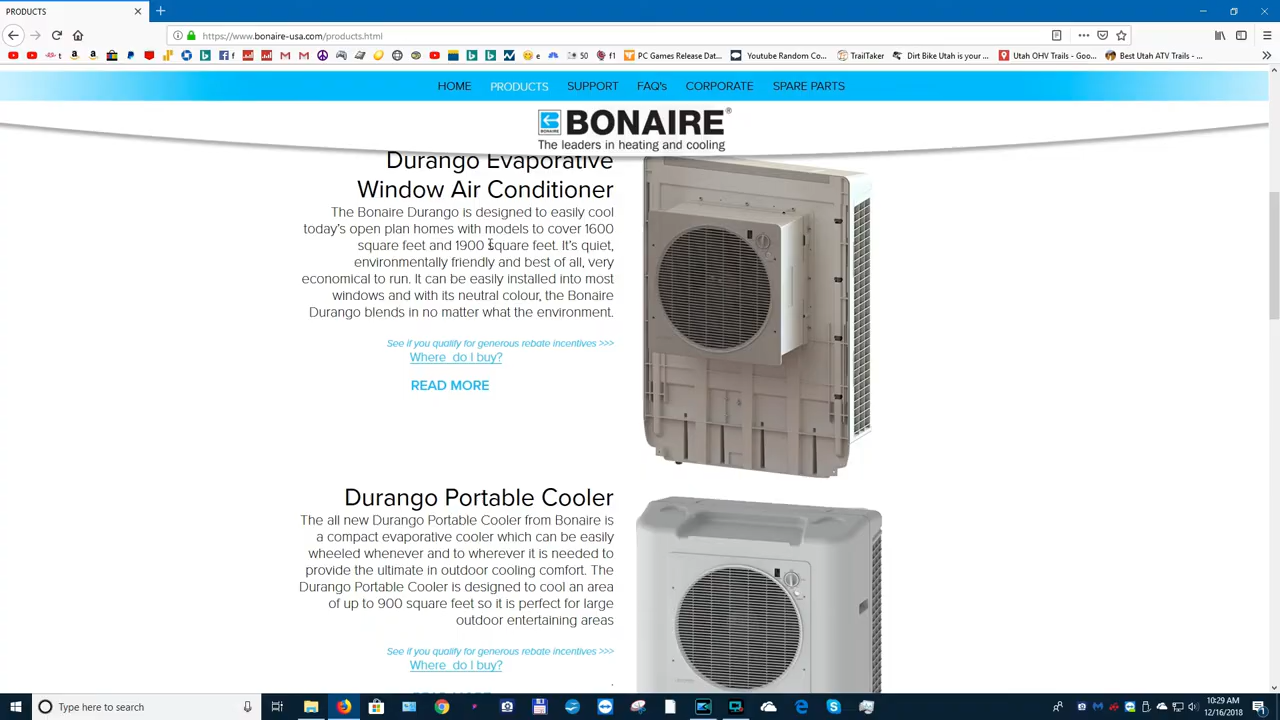 PRODUCTS
https://www.bonaire-usa.com/products.html
PC Games Release Dat...
Youtube Random Co...
TrailTaker
Dirt Bike Utah is your ...
Utah OHV Trails - Goo...
Best Utah ATV Trails - ...
HOME PRODUCTS SUPPORT FAQ's CORPORATE SPARE PARTS
BONAIRE®
The leaders in heating and cooling
Durango Evaporative
Window Air Conditioner
The Bonaire Durango is designed to easily cool
today's open plan homes with models to cover 1600
square feet and 1900 square feet. It's quiet,
environmentally friendly and best of all, very
economical to run. It can be easily installed into most
windows and with its neutral colour, the Bonaire
Durango blends in no matter what the environment.
See if you qualify for generous rebate incentives >>>
Where do I buy?
READ MORE
Durango Portable Cooler
The all new Durango Portable Cooler from Bonaire is
a compact evaporative cooler which can be easily
wheeled whenever and to wherever it is needed to
provide the ultimate in outdoor cooling comfort. The
Durango Portable Cooler is designed to cool an area
of up to 900 square feet so it is perfect for large
outdoor entertaining areas
See if you qualify for generous rebate incentives >>>
Where do I buy?
Type here to search
10:29 AM
12/16/2018